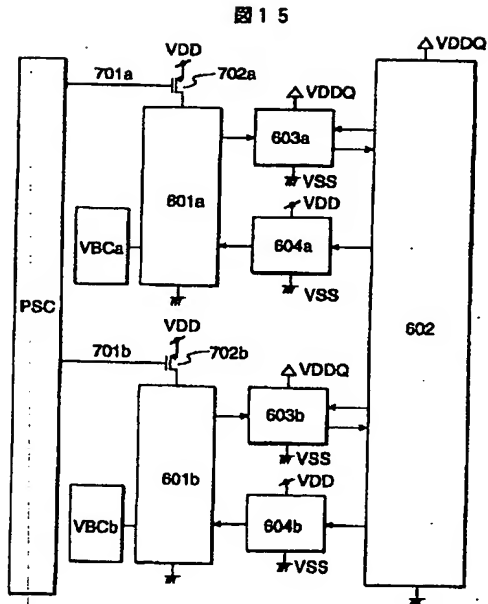 図15
VDDQ
VDD
701a
702a
VDDQ
603a
VSS
VDD
601a
VBCa
604a
VSS
PSC
602
VDD
701b
702b
VDDQ
603b
VSS
VDD
601b
VBCb
604b
VSS